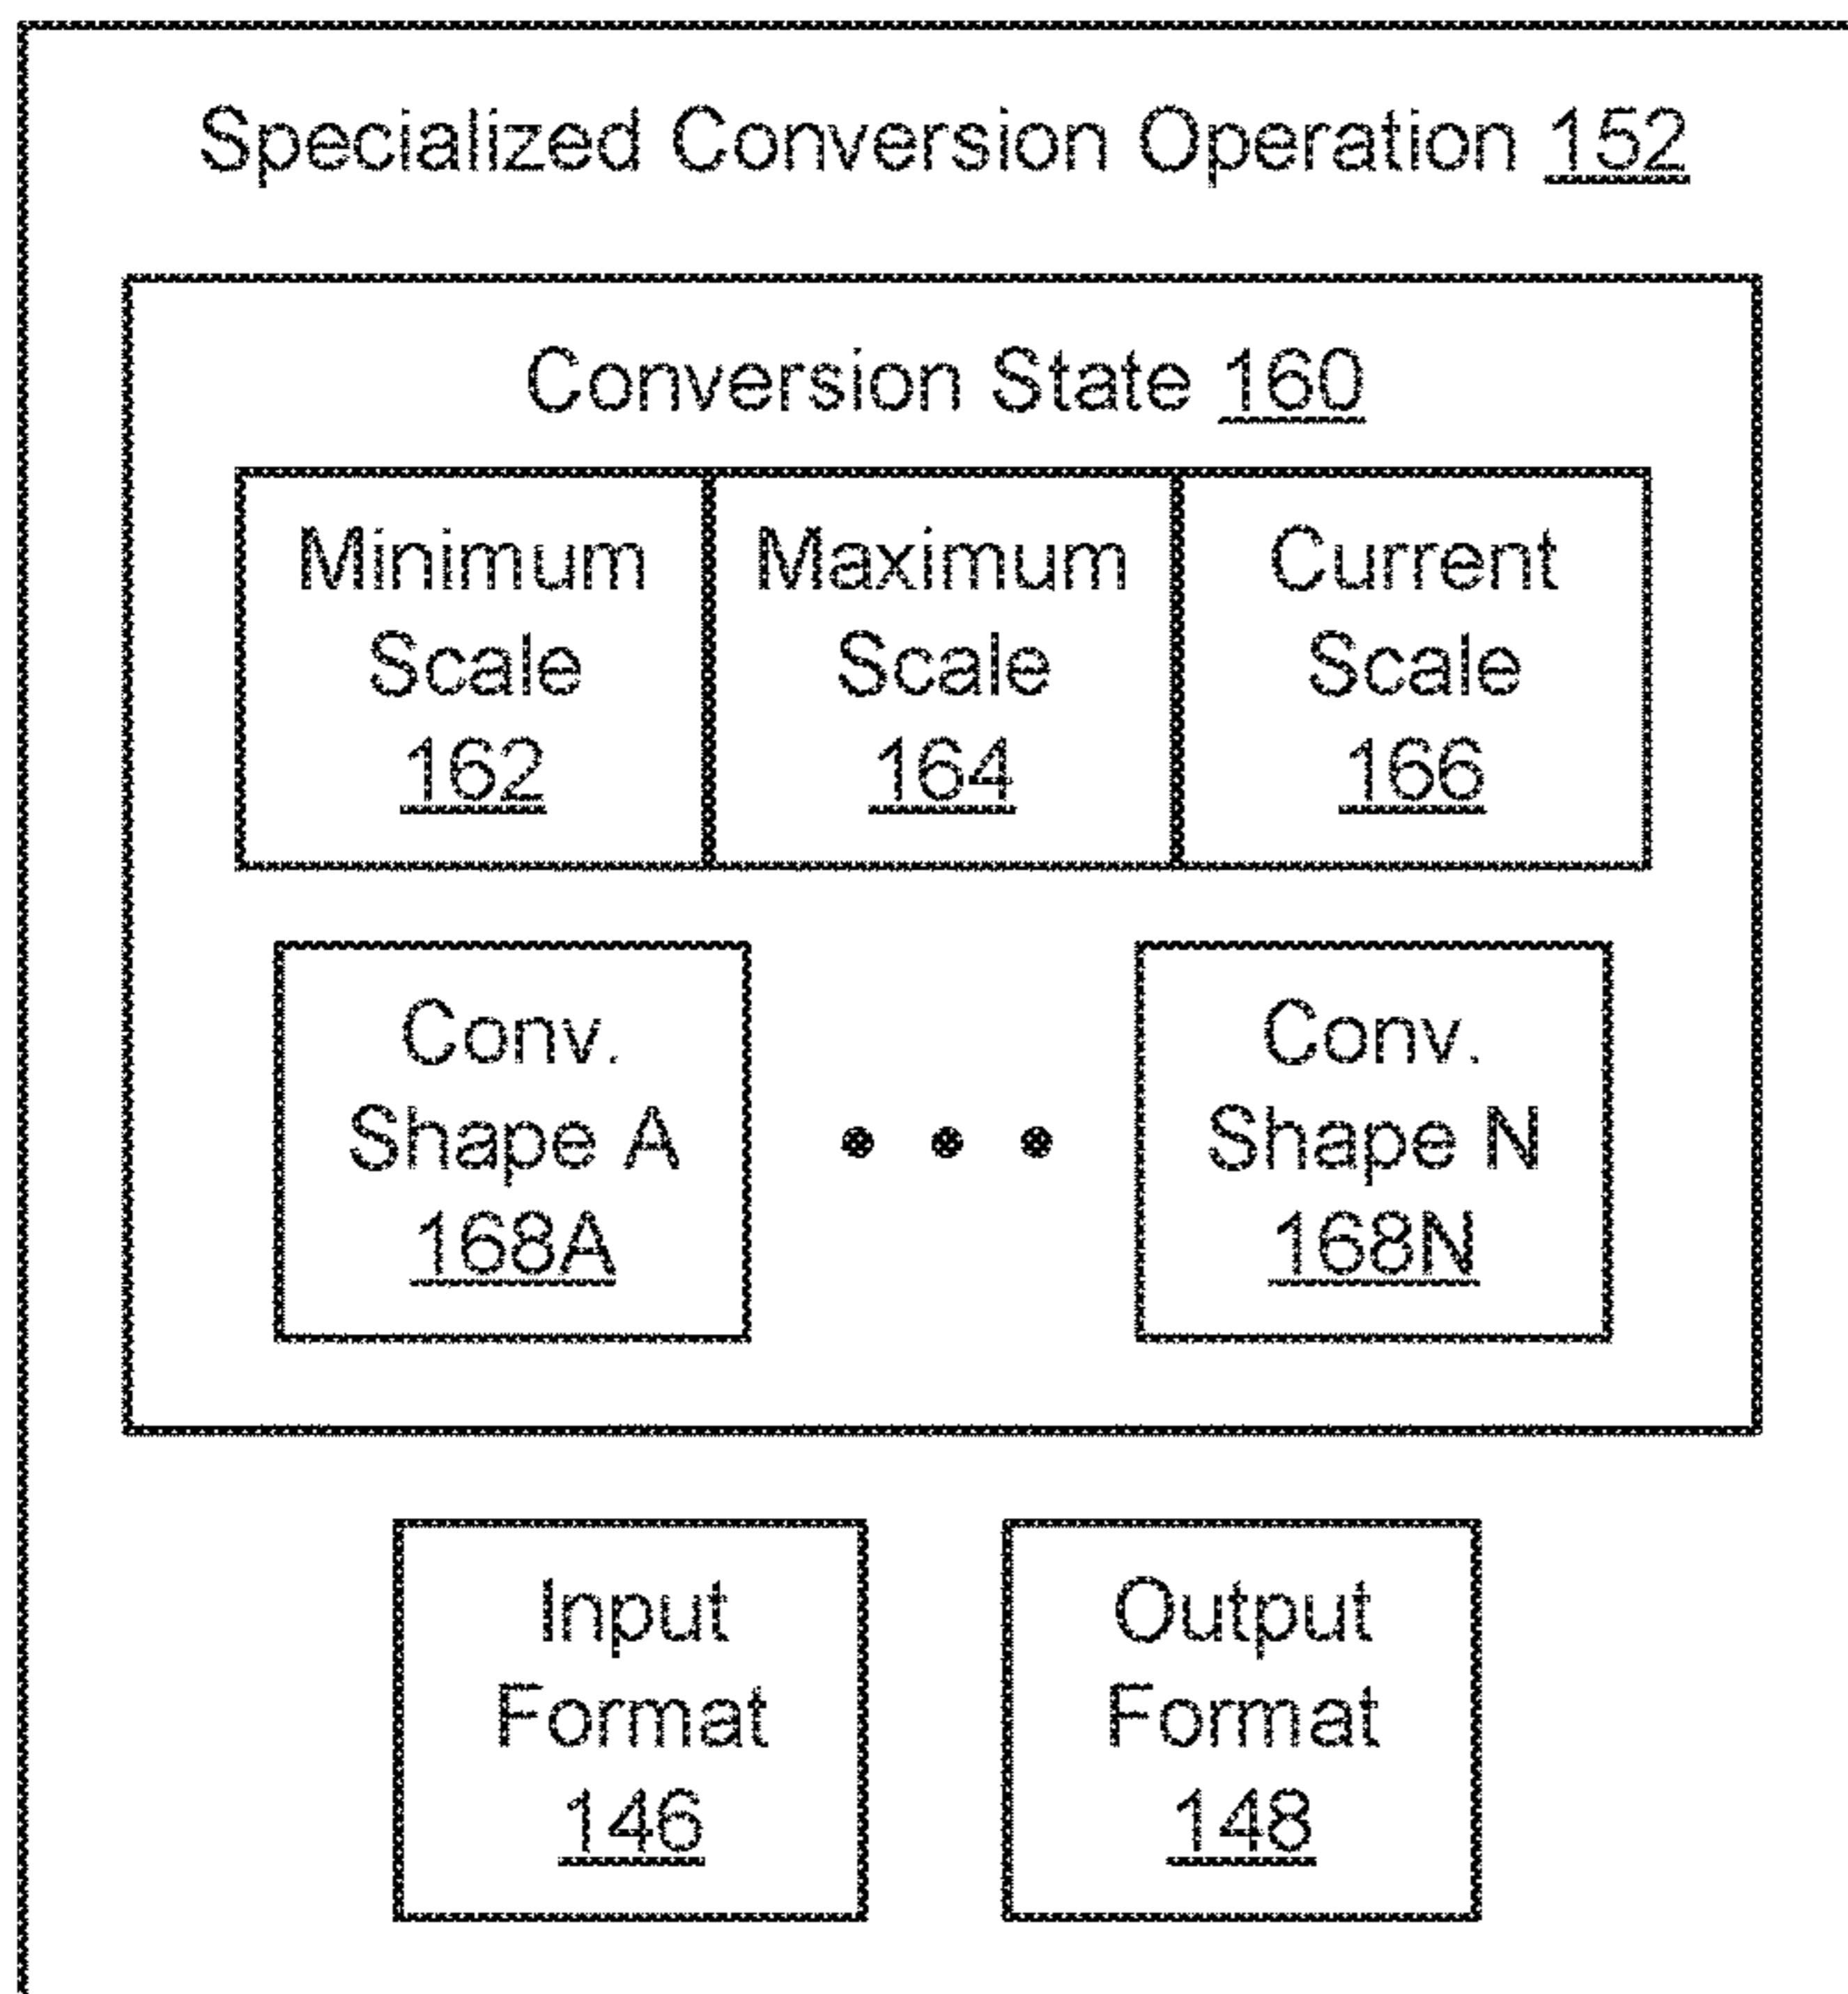 Specialized Conversion Operation 152
Conversion State 160
Minimum
Scale
162
Maximum
Scale
164
Current
Scale
166
Conv.
Shape A
168A
Conv.
Shape N
168N
Input
Format
146
Output
Format
148